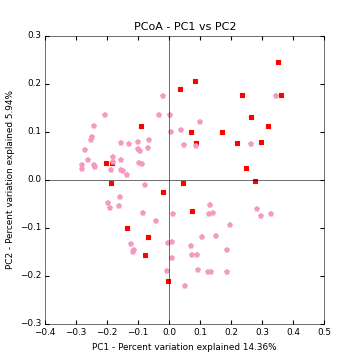 PCoA - PC1 vs PC2
0.3
0.2
0.1
0.0
−0.1
−0.2
−0.3
PC2 - Percent variation explained 5.94%
−0.4 −0.3 −0.2 −0.1 0.0 0.1 0.2 0.3 0.4 0.5
PC1 - Percent variation explained 14.36%